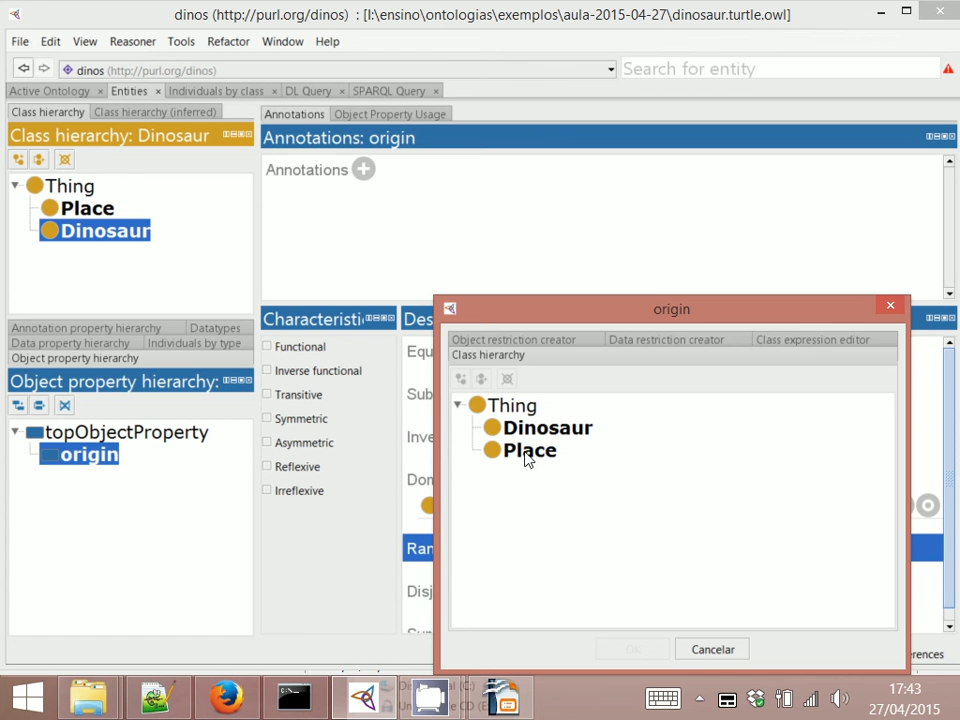 dinos (http://purl.org/dinos) : [I:\ensino\ontologias\exemplos\aula-2015-04-27\dinosaur.turtle.owl]
File Edit View Reasoner Tools Refactor Window Help
dinos (http://purl.org/dinos)
Search for entity
Active Ontology × Entities × Individuals by class × DL Query × SPARQL Query ×
Class hierarchy Class hierarchy (inferred)
Class hierarchy: Dinosaur
Thing
Place
Dinosaur
Annotations Object Property Usage
Annotations: origin
Annotations
Annotation property hierarchy Datatypes
Data property hierarchy Individuals by type
Object property hierarchy
Object property hierarchy:
topObjectProperty
origin
Characteristi
Functional
Inverse functional
Transitive
Symmetric
Asymmetric
Reflexive
Irreflexive
Des
Equ
Sub
Inve
Dom
Ran
Disj
origin
Object restriction creator Data restriction creator Class expression editor
Class hierarchy
Thing
Dinosaur
Place
OK Cancelar
erences
17:43
27/04/2015